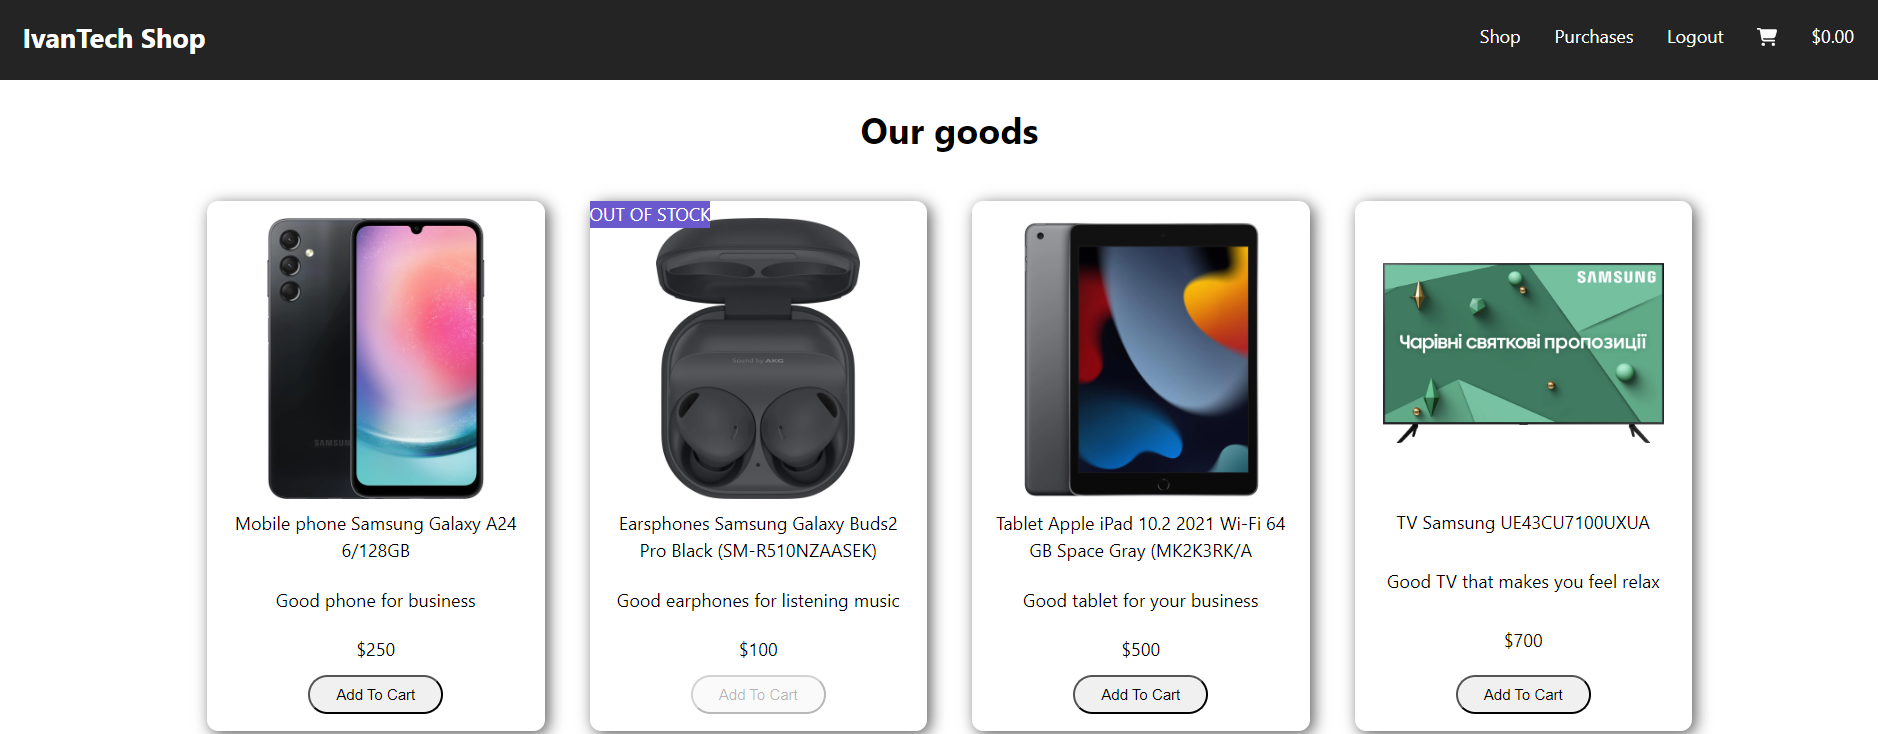 IvanTech Shop
Shop
Purchases
Logout
$0.00
Our goods
SAMSUNG
Mobile phone Samsung Galaxy A24
6/128GB
Good phone for business
$250
Add To Cart
OUT OF STOCK
Sound by AKG
Earsphones Samsung Galaxy Buds2
Pro Black (SM-R510NZAASEK)
Good earphones for listening music
$100
Add To Cart
Tablet Apple iPad 10.2 2021 Wi-Fi 64
GB Space Gray (MK2K3RK/A
Good tablet for your business
$500
Add To Cart
SAMSUNG
Чарівні святкові пропозиції
TV Samsung UE43CU7100UXUA
Good TV that makes you feel relax
$700
Add To Cart